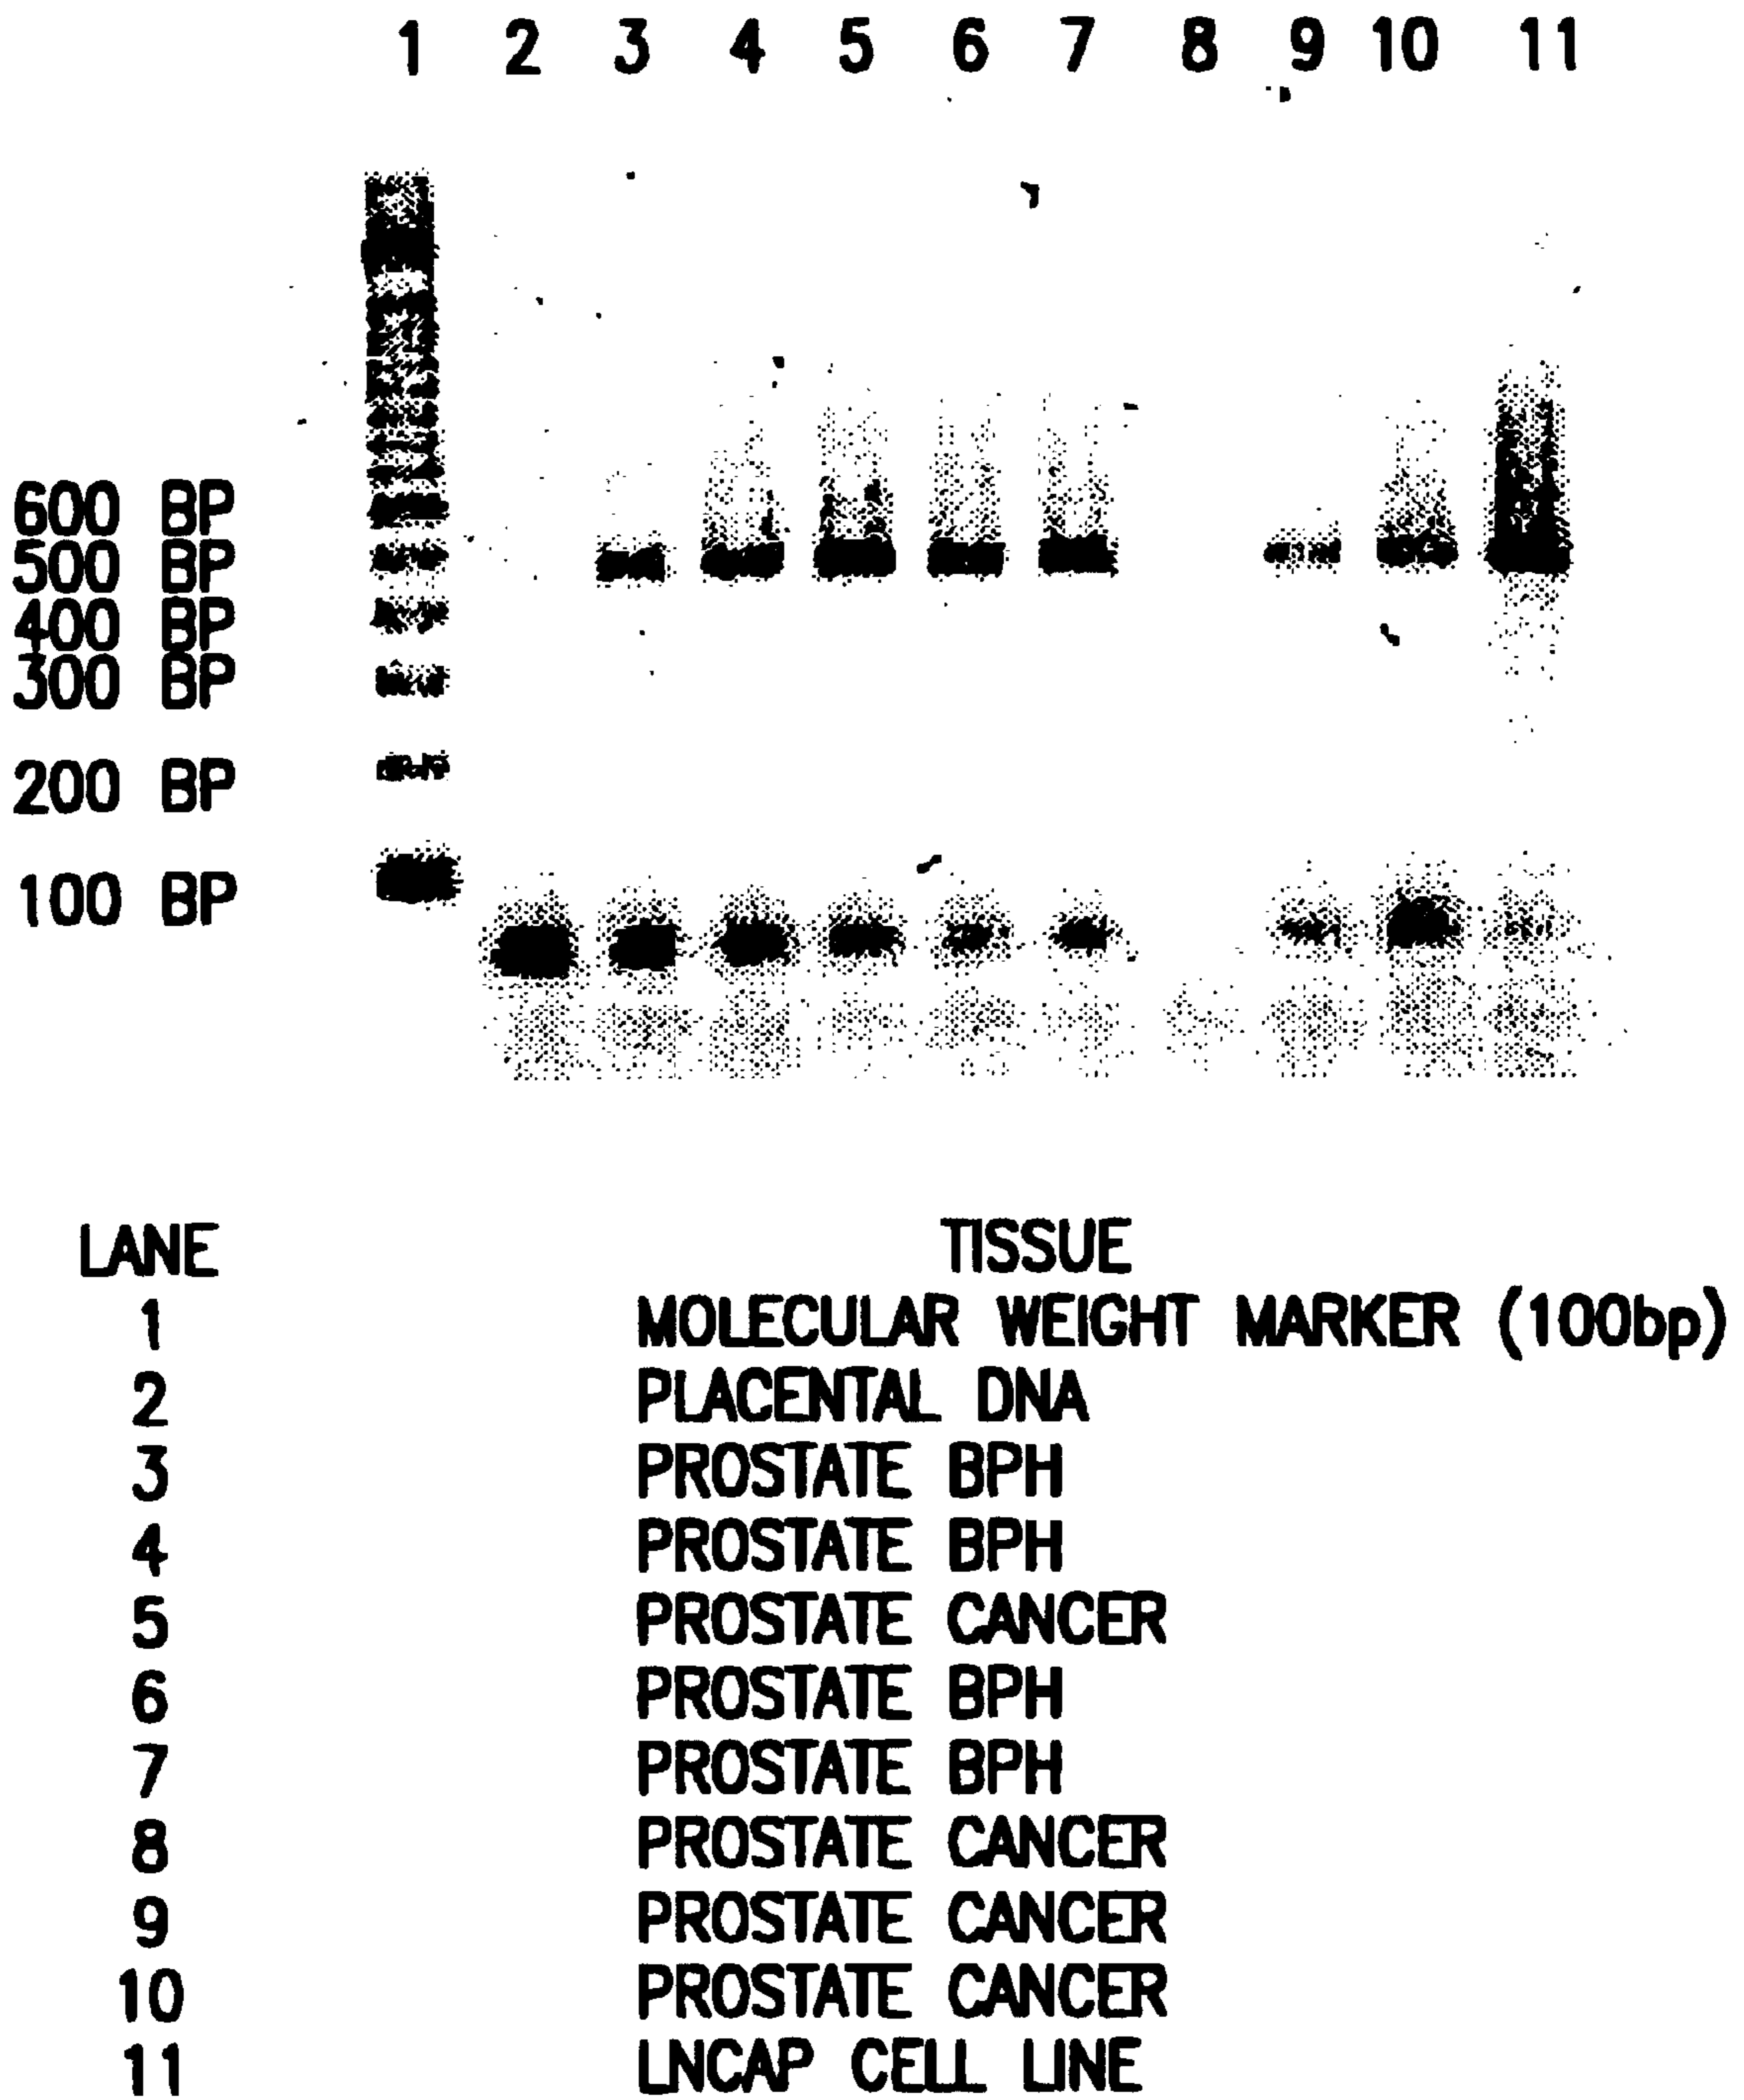 1 2 3 4 5 6 7 8 9 10 11
600 BP
500 BP
400 BP
300 BP
200 BP
100 BP
LANE TISSUE
1 MOLECULAR WEIGHT MARKER (100bp)
2 PLACENTAL DNA
3 PROSTATE BPH
4 PROSTATE BPH
5 PROSTATE CANCER
6 PROSTATE BPH
7 PROSTATE BPH
8 PROSTATE CANCER
9 PROSTATE CANCER
10 PROSTATE CANCER
11 LNCAP CELL LINE